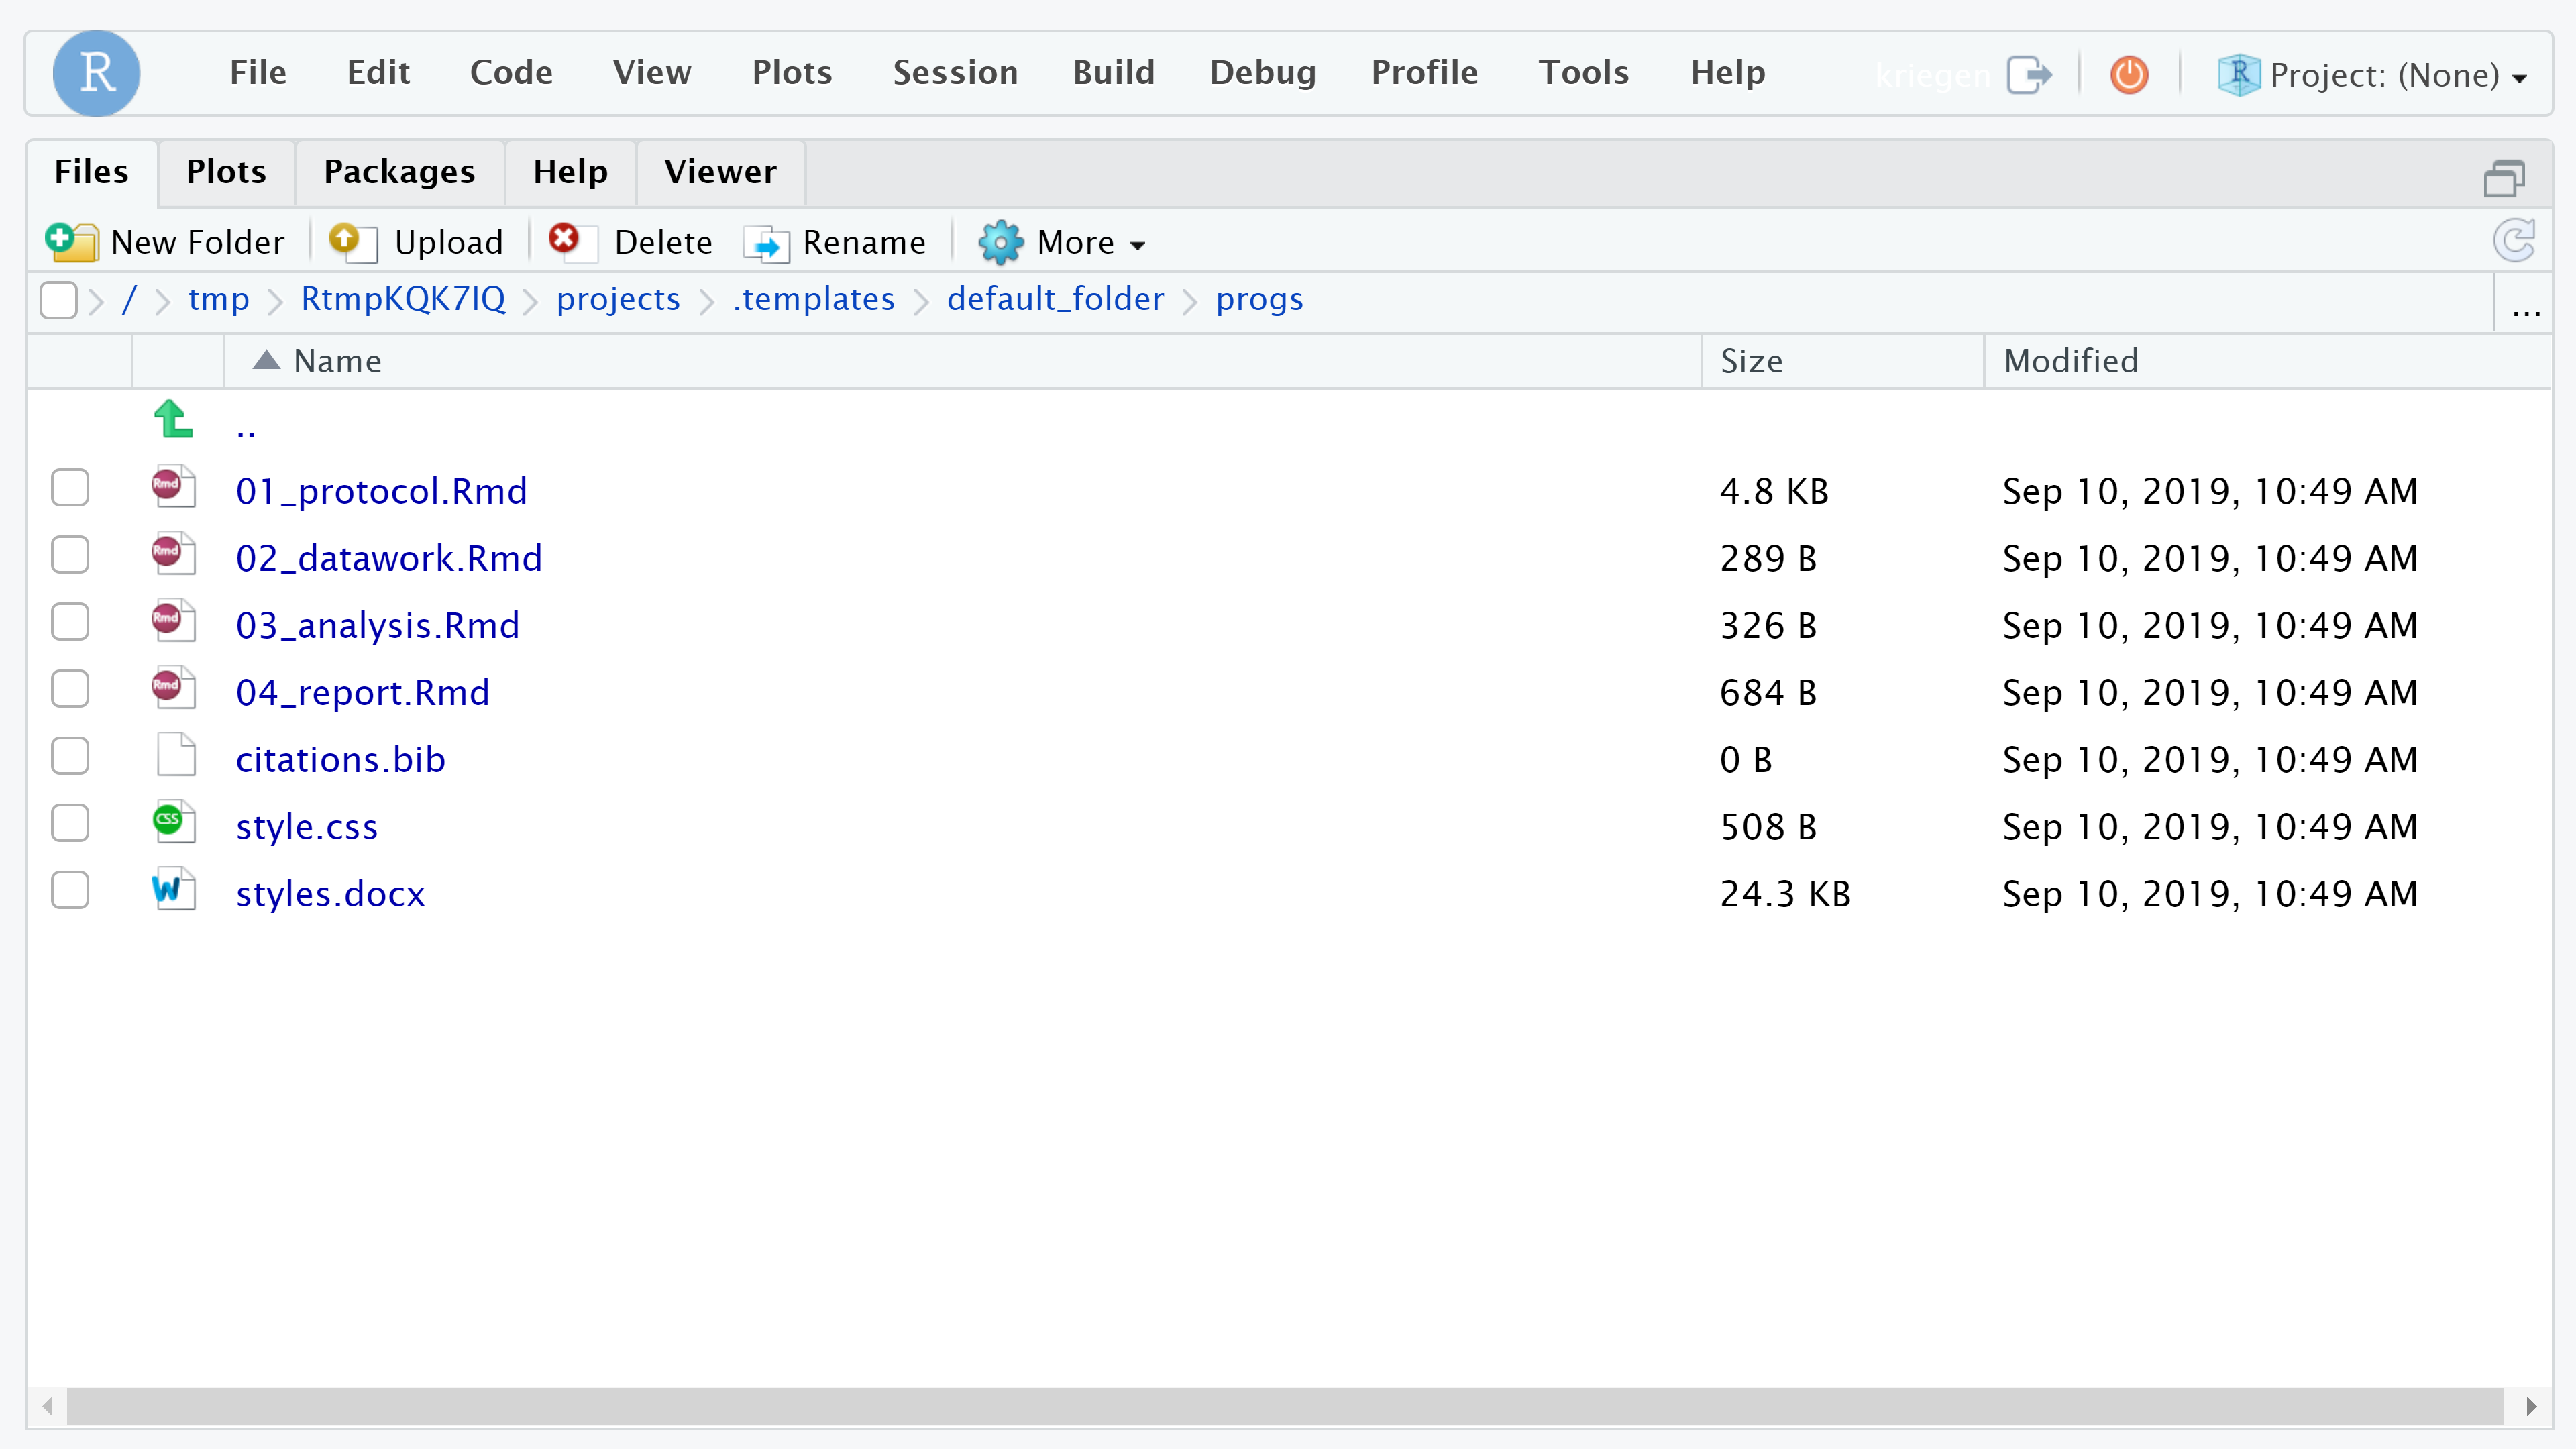 R File Edit Code View Plots Session Build Debug Profile Tools Help kriegen Project: (None)
Files Plots Packages Help Viewer
New Folder Upload Delete Rename More
/ tmp RtmpKQK7IQ projects .templates default_folder progs ...
Name Size Modified
..
01_protocol.Rmd 4.8 KB Sep 10, 2019, 10:49 AM
02_datawork.Rmd 289 B Sep 10, 2019, 10:49 AM
03_analysis.Rmd 326 B Sep 10, 2019, 10:49 AM
04_report.Rmd 684 B Sep 10, 2019, 10:49 AM
citations.bib 0 B Sep 10, 2019, 10:49 AM
style.css 508 B Sep 10, 2019, 10:49 AM
styles.docx 24.3 KB Sep 10, 2019, 10:49 AM